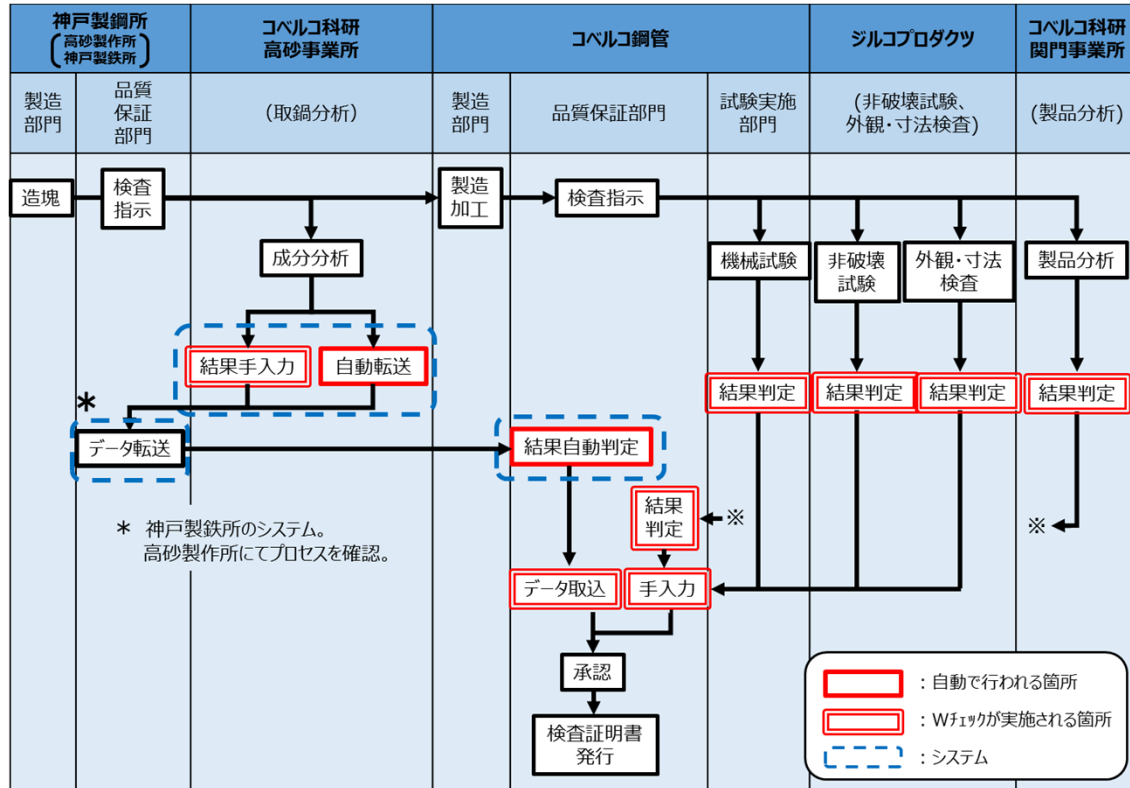 神戸製鋼所
(高砂製作所
神戸製鉄所)
コベルコ科研
高砂事業所
コベルコ鋼管
ジルコプロダクツ
コベルコ科研
関門事業所
製造
部門
品質
保証
部門
(取鍋分析)
製造
部門
品質保証部門
試験実施
部門
(非破壊試験、
外観・寸法検査)
(製品分析)
造塊
検査
指示
製造
加工
検査指示
成分分析
機械試験
非破壊
試験
外観・寸法
検査
製品分析
結果手入力
自動転送
結果判定
結果判定
結果判定
結果判定
*
データ転送
結果自動判定
結果
判定
※
※
* 神戸製鉄所のシステム。
高砂製作所にてプロセスを確認。
データ取込
手入力
承認
検査証明書
発行
:自動で行われる箇所
:Wチェックが実施される箇所
:システム